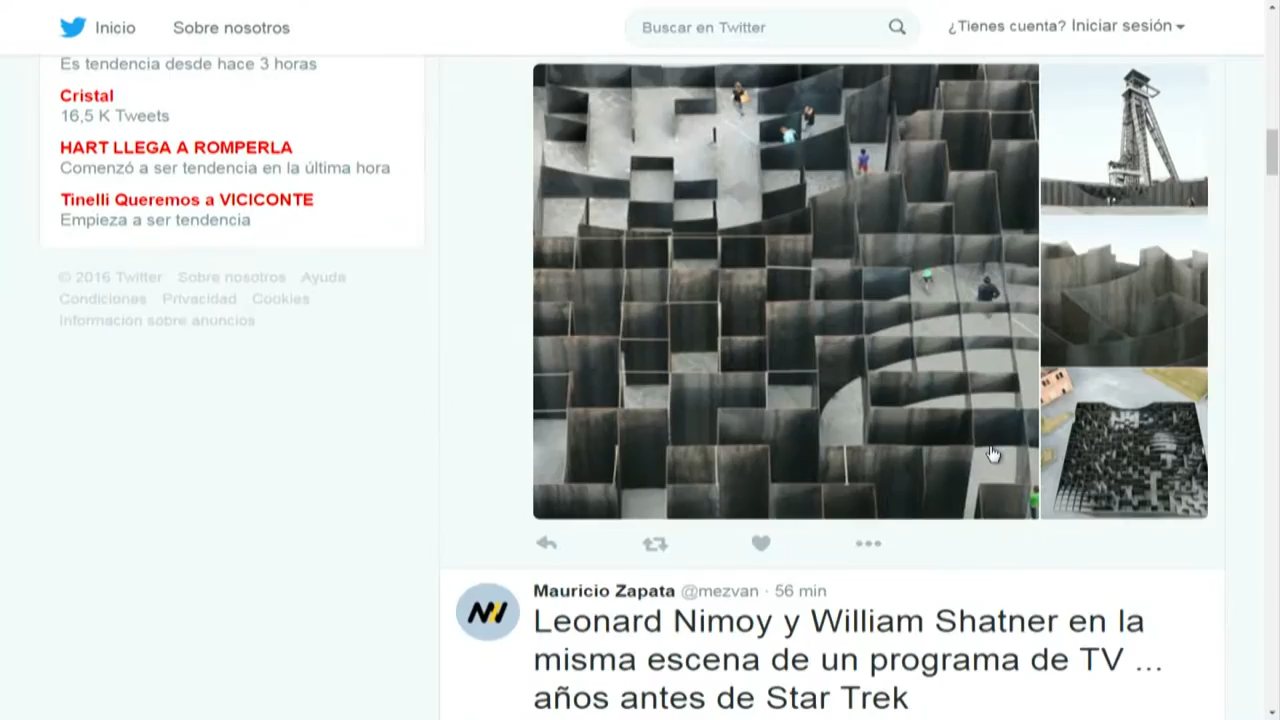 Inicio
Sobre nosotros
Buscar en Twitter
¿Tienes cuenta? Iniciar sesión
Es tendencia desde hace 3 horas
Cristal
16,5 K Tweets
HART LLEGA A ROMPERLA
Comenzó a ser tendencia en la última hora
Tinelli Queremos a VICICONTE
Empieza a ser tendencia
© 2016 Twitter Sobre nosotros Ayuda
Condiciones Privacidad Cookies
Información sobre anuncios
Mauricio Zapata @mezvan · 56 min
Leonard Nimoy y William Shatner en la
misma escena de un programa de TV ...
años antes de Star Trek